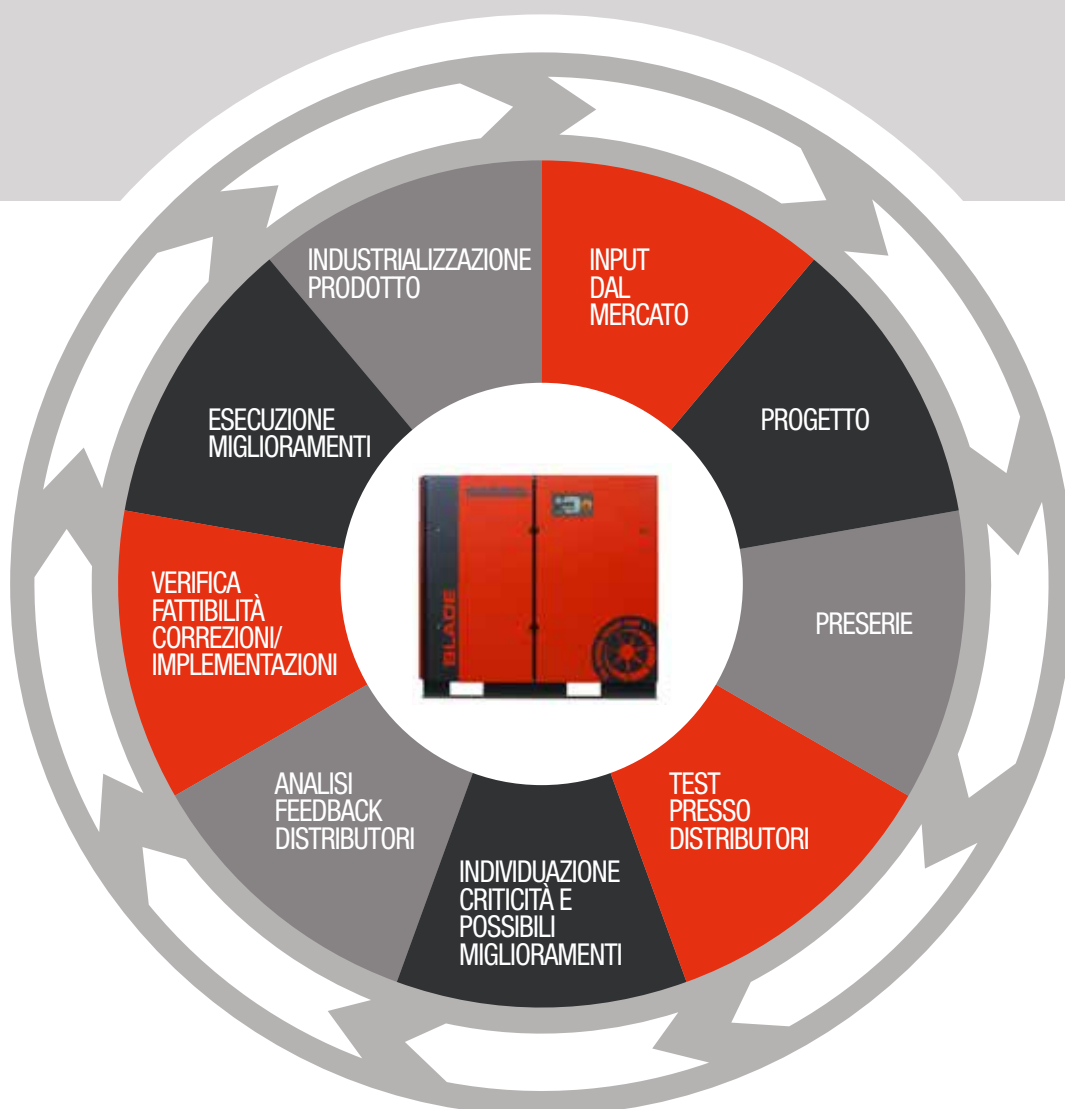 INPUT
DAL
MERCATO
PROGETTO
PRESERIE
TEST
PRESSO
DISTRIBUTORI
INDIVIDUAZIONE
CRITICITÀ E
POSSIBILI
MIGLIORAMENTI
ANALISI
FEEDBACK
DISTRIBUTORI
VERIFICA
FATTIBILITÀ
CORREZIONI/
IMPLEMENTAZIONI
ESECUZIONE
MIGLIORAMENTI
INDUSTRIALIZZAZIONE
PRODOTTO
BLADE